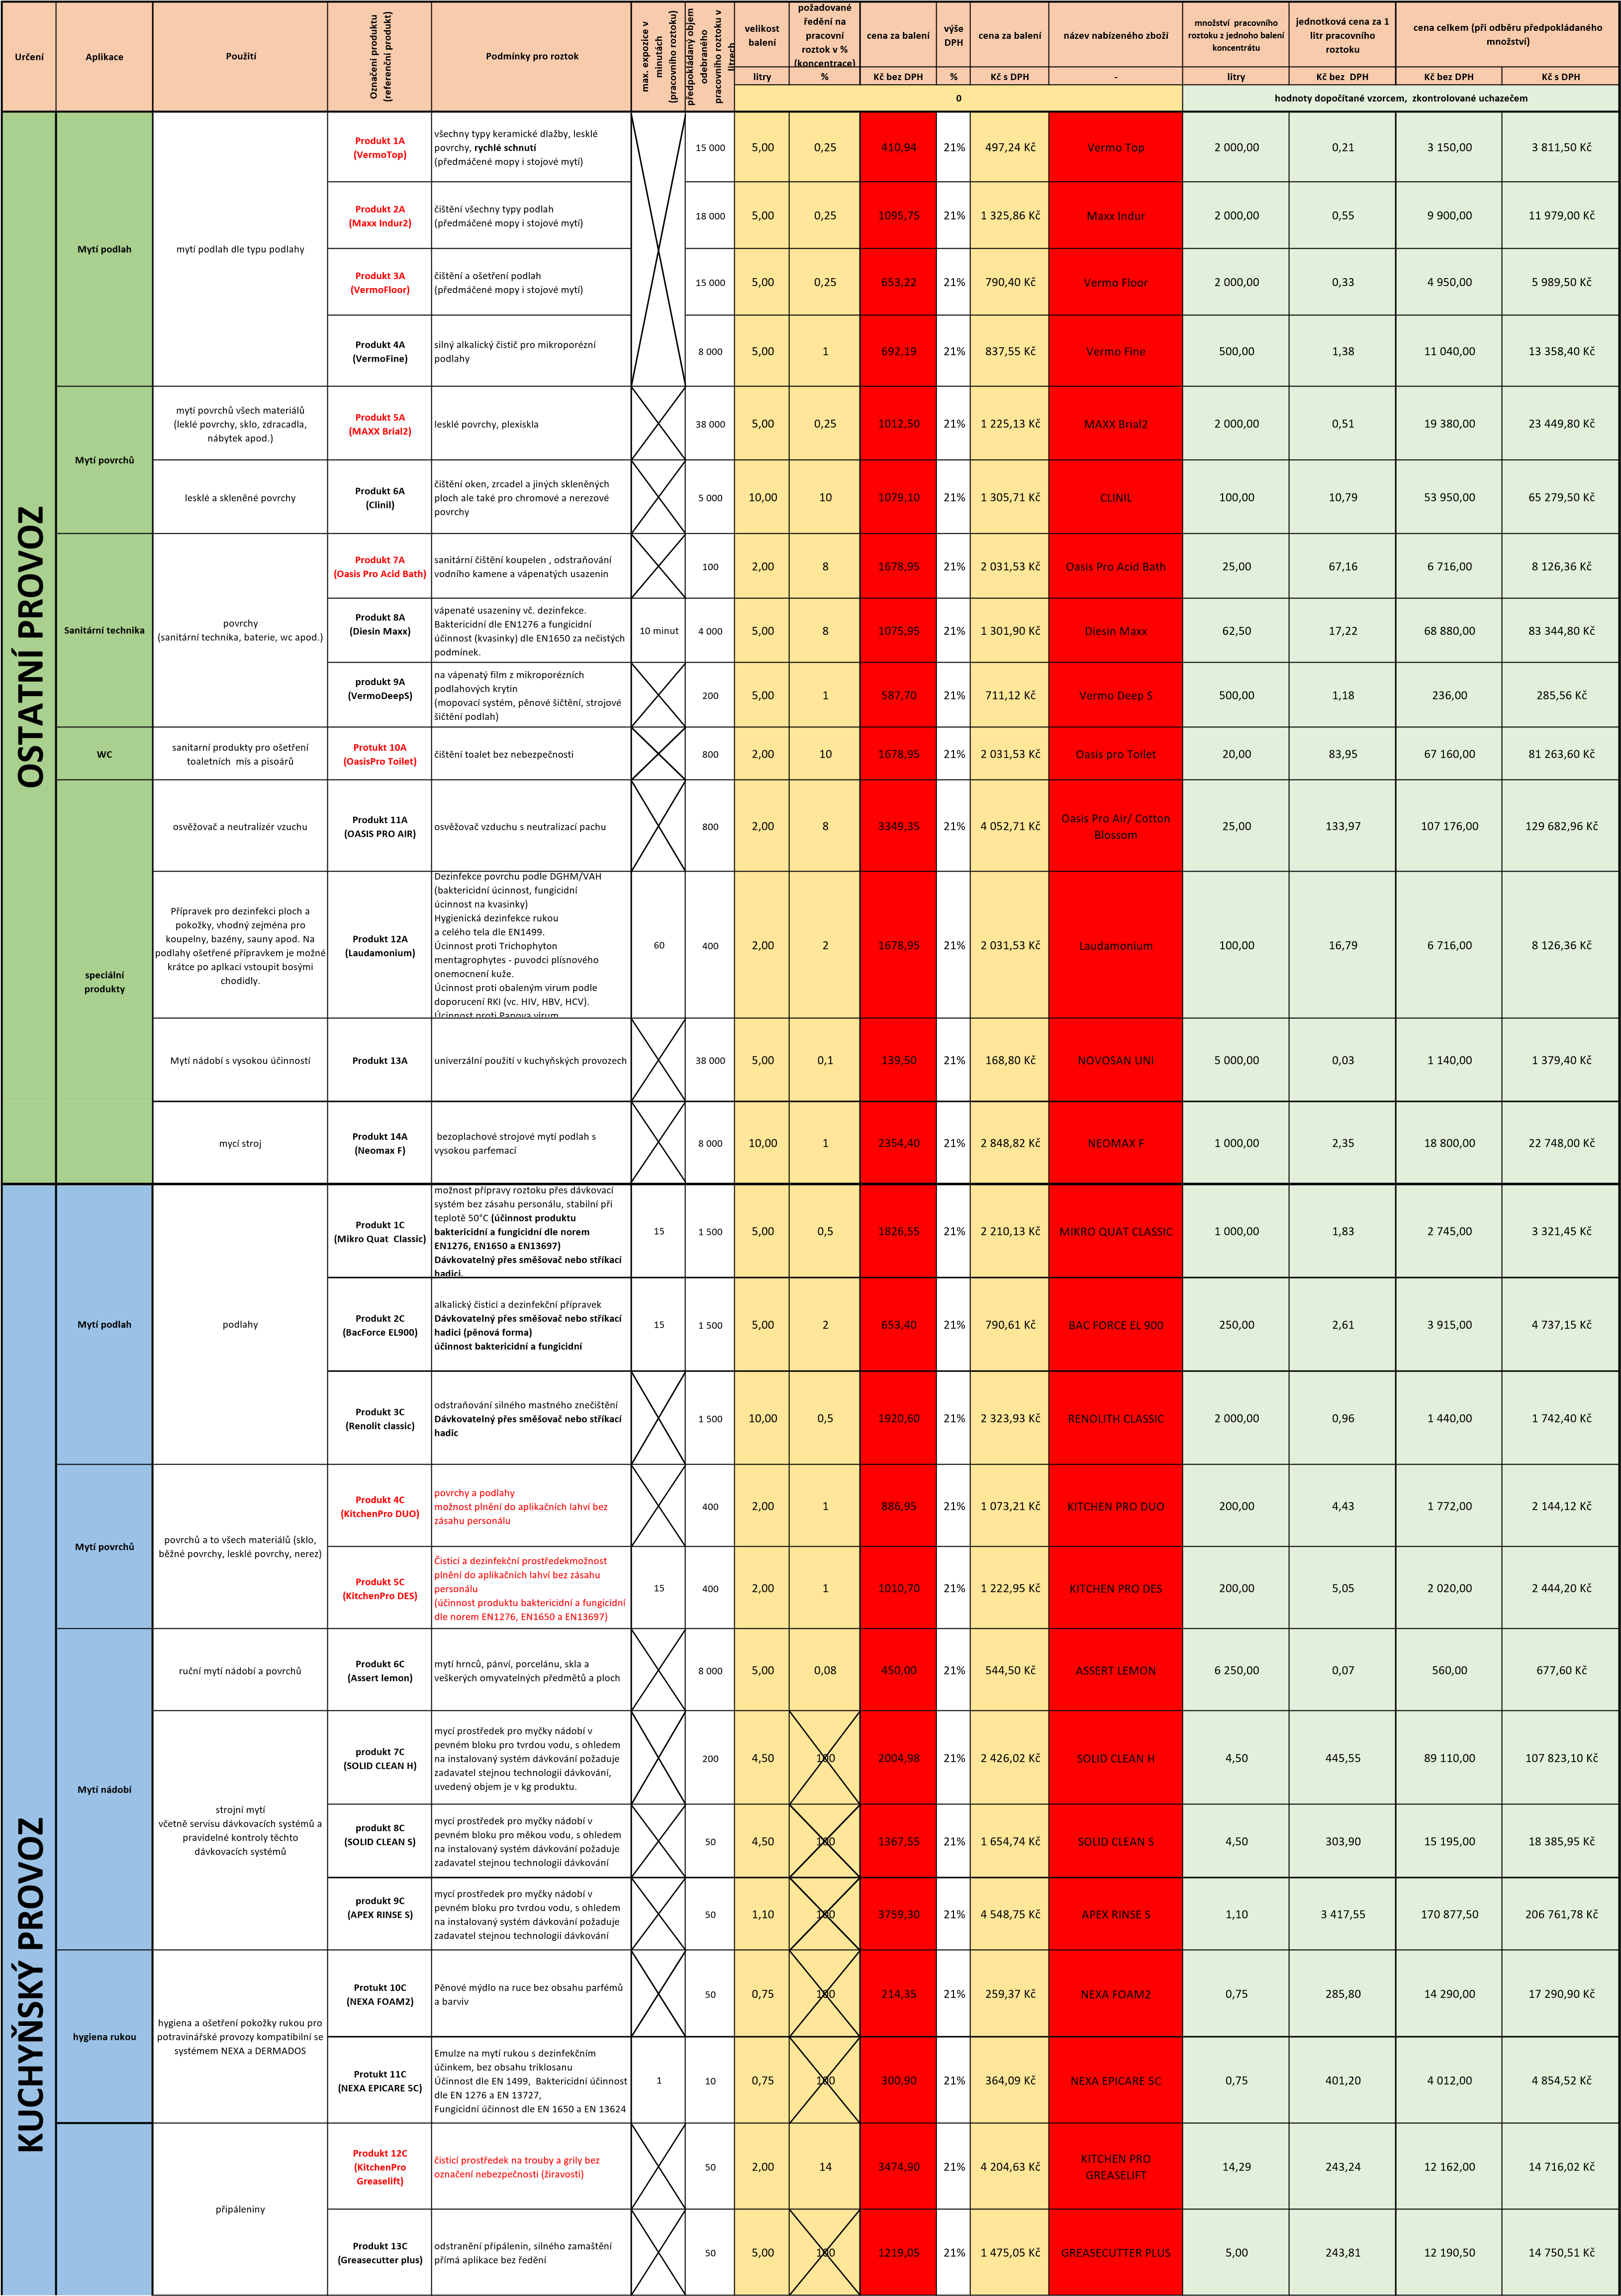 Určení
Aplikace
Použití
Označení produktu
(referenční produkt)
Podmínky pro roztok
max. expozice v
minutách
(pracovního roztoku)
předpokládaný objem
odebraného
pracovního roztoku v
litrech
velikost
balení
požadované
ředění na
pracovní
roztok v %
(koncentrace)
cena za balení
výše
DPH
cena za balení
název nabízeného zboží
množství pracovního
roztoku z jednoho balení
koncentrátu
jednotková cena za 1
litr pracovního
roztoku
cena celkem (při odběru předpokládaného
množství)
litry
%
Kč bez DPH
%
Kč s DPH
-
litry
Kč bez DPH
Kč bez DPH
Kč s DPH
0
hodnoty dopočítané vzorcem, zkontrolované uchazečem
OSTATNÍ PROVOZ
Mytí podlah
mytí podlah dle typu podlahy
Produkt 1A
(VermoTop)
všechny typy keramické dlažby, lesklé
povrchy, rychlé schnutí
(předmáčené mopy i stojové mytí)
15 000
5,00
0,25
410,94
21%
497,24 Kč
Vermo Top
2 000,00
0,21
3 150,00
3 811,50 Kč
Produkt 2A
(Maxx Indur2)
čištění všechny typy podlah
(předmáčené mopy i stojové mytí)
18 000
5,00
0,25
1095,75
21%
1 325,86 Kč
Maxx Indur
2 000,00
0,55
9 900,00
11 979,00 Kč
Produkt 3A
(VermoFloor)
čištění a ošetření podlah
(předmáčené mopy i stojové mytí)
15 000
5,00
0,25
653,22
21%
790,40 Kč
Vermo Floor
2 000,00
0,33
4 950,00
5 989,50 Kč
Produkt 4A
(VermoFine)
silný alkalický čistič pro mikroporézní
podlahy
8 000
5,00
1
692,19
21%
837,55 Kč
Vermo Fine
500,00
1,38
11 040,00
13 358,40 Kč
Mytí povrchů
mytí povrchů všech materiálů
(leklé povrchy, sklo, zdracadla,
nábytek apod.)
Produkt 5A
(MAXX Brial2)
lesklé povrchy, plexiskla
38 000
5,00
0,25
1012,50
21%
1 225,13 Kč
MAXX Brial2
2 000,00
0,51
19 380,00
23 449,80 Kč
lesklé a skleněné povrchy
Produkt 6A
(Clinil)
čištění oken, zrcadel a jiných skleněných
ploch ale také pro chromové a nerezové
povrchy
5 000
10,00
10
1079,10
21%
1 305,71 Kč
CLINIL
100,00
10,79
53 950,00
65 279,50 Kč
Sanitární technika
povrchy
(sanitární technika, baterie, wc apod.)
Produkt 7A
(Oasis Pro Acid Bath)
sanitární čištění koupelen , odstraňování
vodního kamene a vápenatých usazenin
100
2,00
8
1678,95
21%
2 031,53 Kč
Oasis Pro Acid Bath
25,00
67,16
6 716,00
8 126,36 Kč
Produkt 8A
(Diesin Maxx)
vápenaté usazeniny vč. dezinfekce.
Baktericidní dle EN1276 a fungicidní
účinnost (kvasinky) dle EN1650 za nečistých
podmínek.
10 minut
4 000
5,00
8
1075,95
21%
1 301,90 Kč
Diesin Maxx
62,50
17,22
68 880,00
83 344,80 Kč
produkt 9A
(VermoDeepS)
na vápenatý film z mikroporézních
podlahových krytin
(mopovací systém, pěnové šičtění, strojové
šičtění podlah)
200
5,00
1
587,70
21%
711,12 Kč
Vermo Deep S
500,00
1,18
236,00
285,56 Kč
WC
sanitarní produkty pro ošetření
toaletních mís a pisoárů
Protukt 10A
(OasisPro Toilet)
čištění toalet bez nebezpečnosti
800
2,00
10
1678,95
21%
2 031,53 Kč
Oasis pro Toilet
20,00
83,95
67 160,00
81 263,60 Kč
speciální
produkty
osvěžovač a neutralizér vzuchu
Produkt 11A
(OASIS PRO AIR)
osvěžovač vzduchu s neutralizací pachu
800
2,00
8
3349,35
21%
4 052,71 Kč
Oasis Pro Air/ Cotton
Blossom
25,00
133,97
107 176,00
129 682,96 Kč
Přípravek pro dezinfekci ploch a
pokožky, vhodný zejména pro
koupelny, bazény, sauny apod. Na
podlahy ošetřené přípravkem je možné
krátce po aplkaci vstoupit bosými
chodidly.
Produkt 12A
(Laudamonium)
Dezinfekce povrchu podle DGHM/VAH
(baktericidní úcinnost, fungicidní
úcinnost na kvasinky)
Hygienická dezinfekce rukou
a celého tela dle EN1499.
Úcinnost proti Trichophyton
mentagrophytes - puvodci plísnového
onemocnení kuže.
Úcinnost proti obaleným virum podle
doporucení RKI (vc. HIV, HBV, HCV).
Úcinnost proti Papova virum
60
400
2,00
2
1678,95
21%
2 031,53 Kč
Laudamonium
100,00
16,79
6 716,00
8 126,36 Kč
Mytí nádobí s vysokou účinností
Produkt 13A
univerzální použití v kuchyňských provozech
38 000
5,00
0,1
139,50
21%
168,80 Kč
NOVOSAN UNI
5 000,00
0,03
1 140,00
1 379,40 Kč
mycí stroj
Produkt 14A
(Neomax F)
bezoplachové strojové mytí podlah s
vysokou parfemací
8 000
10,00
1
2354,40
21%
2 848,82 Kč
NEOMAX F
1 000,00
2,35
18 800,00
22 748,00 Kč
KUCHYŇSKÝ PROVOZ
Mytí podlah
podlahy
Produkt 1C
(Mikro Quat Classic)
možnost přípravy roztoku přes dávkovací
systém bez zásahu personálu, stabilní při
teplotě 50°C (účinnost produktu
baktericidní a fungicidní dle norem
EN1276, EN1650 a EN13697)
Dávkovatelný přes směšovač nebo stříkací
hadici.
15
1 500
5,00
0,5
1826,55
21%
2 210,13 Kč
MIKRO QUAT CLASSIC
1 000,00
1,83
2 745,00
3 321,45 Kč
Produkt 2C
(BacForce EL900)
alkalický čisticí a dezinfekční přípravek
Dávkovatelný přes směšovač nebo stříkací
hadici (pěnová forma)
účinnost baktericidní a fungicidní
15
1 500
5,00
2
653,40
21%
790,61 Kč
BAC FORCE EL 900
250,00
2,61
3 915,00
4 737,15 Kč
Produkt 3C
(Renolit classic)
odstraňování silného mastného znečištění
Dávkovatelný přes směšovač nebo stříkací
hadic
1 500
10,00
0,5
1920,60
21%
2 323,93 Kč
RENOLITH CLASSIC
2 000,00
0,96
1 440,00
1 742,40 Kč
Mytí povrchů
povrchů a to všech materiálů (sklo,
běžné povrchy, lesklé povrchy, nerez)
Produkt 4C
(KitchenPro DUO)
povrchy a podlahy
možnost plnění do aplikačních lahví bez
zásahu personálu
400
2,00
1
886,95
21%
1 073,21 Kč
KITCHEN PRO DUO
200,00
4,43
1 772,00
2 144,12 Kč
Produkt 5C
(KitchenPro DES)
Čisticí a dezinfekční prostředekmožnost
plnění do aplikačních lahví bez zásahu
personálu
(účinnost produktu baktericidní a fungicidní
dle norem EN1276, EN1650 a EN13697)
15
400
2,00
1
1010,70
21%
1 222,95 Kč
KITCHEN PRO DES
200,00
5,05
2 020,00
2 444,20 Kč
Mytí nádobí
ruční mytí nádobí a povrchů
Produkt 6C
(Assert lemon)
mytí hrnců, pánví, porcelánu, skla a
veškerých omyvatelných předmětů a ploch
8 000
5,00
0,08
450,00
21%
544,50 Kč
ASSERT LEMON
6 250,00
0,07
560,00
677,60 Kč
strojní mytí
včetně servisu dávkovacích systémů a
pravidelné kontroly těchto
dávkovacích systémů
produkt 7C
(SOLID CLEAN H)
mycí prostředek pro myčky nádobí v
pevném bloku pro tvrdou vodu, s ohledem
na instalovaný systém dávkování požaduje
zadavatel stejnou technologii dávkování,
uvedený objem je v kg produktu.
200
4,50
100
2004,98
21%
2 426,02 Kč
SOLID CLEAN H
4,50
445,55
89 110,00
107 823,10 Kč
produkt 8C
(SOLID CLEAN S)
mycí prostředek pro myčky nádobí v
pevném bloku pro měkou vodu, s ohledem
na instalovaný systém dávkování požaduje
zadavatel stejnou technologii dávkování
50
4,50
100
1367,55
21%
1 654,74 Kč
SOLID CLEAN S
4,50
303,90
15 195,00
18 385,95 Kč
produkt 9C
(APEX RINSE S)
mycí prostředek pro myčky nádobí v
pevném bloku pro tvrdou vodu, s ohledem
na instalovaný systém dávkování požaduje
zadavatel stejnou technologii dávkování
50
1,10
100
3759,30
21%
4 548,75 Kč
APEX RINSE S
1,10
3 417,55
170 877,50
206 761,78 Kč
hygiena rukou
hygiena a ošetření pokožky rukou pro
potravinářské provozy kompatibilní se
systémem NEXA a DERMADOS
Protukt 10C
(NEXA FOAM2)
Pěnové mýdlo na ruce bez obsahu parfémů
a barviv
50
0,75
100
214,35
21%
259,37 Kč
NEXA FOAM2
0,75
285,80
14 290,00
17 290,90 Kč
Protukt 11C
(NEXA EPICARE 5C)
Emulze na mytí rukou s dezinfekčním
účinkem, bez obsahu triklosanu
Účinnost dle EN 1499, Baktericidní účinnost
dle EN 1276 a EN 13727,
Fungicidní účinnost dle EN 1650 a EN 13624
1
10
0,75
100
300,90
21%
364,09 Kč
NEXA EPICARE 5C
0,75
401,20
4 012,00
4 854,52 Kč
připáleniny
Produkt 12C
(KitchenPro
Greaselift)
čisticí prostředek na trouby a grily bez
označení nebezpečnosti (žiravosti)
50
2,00
14
3474,90
21%
4 204,63 Kč
KITCHEN PRO
GREASELIFT
14,29
243,24
12 162,00
14 716,02 Kč
Produkt 13C
(Greasecutter plus)
odstranění připálenin, silného zamaštění
přímá aplikace bez ředění
50
5,00
100
1219,05
21%
1 475,05 Kč
GREASECUTTER PLUS
5,00
243,81
12 190,50
14 750,51 Kč